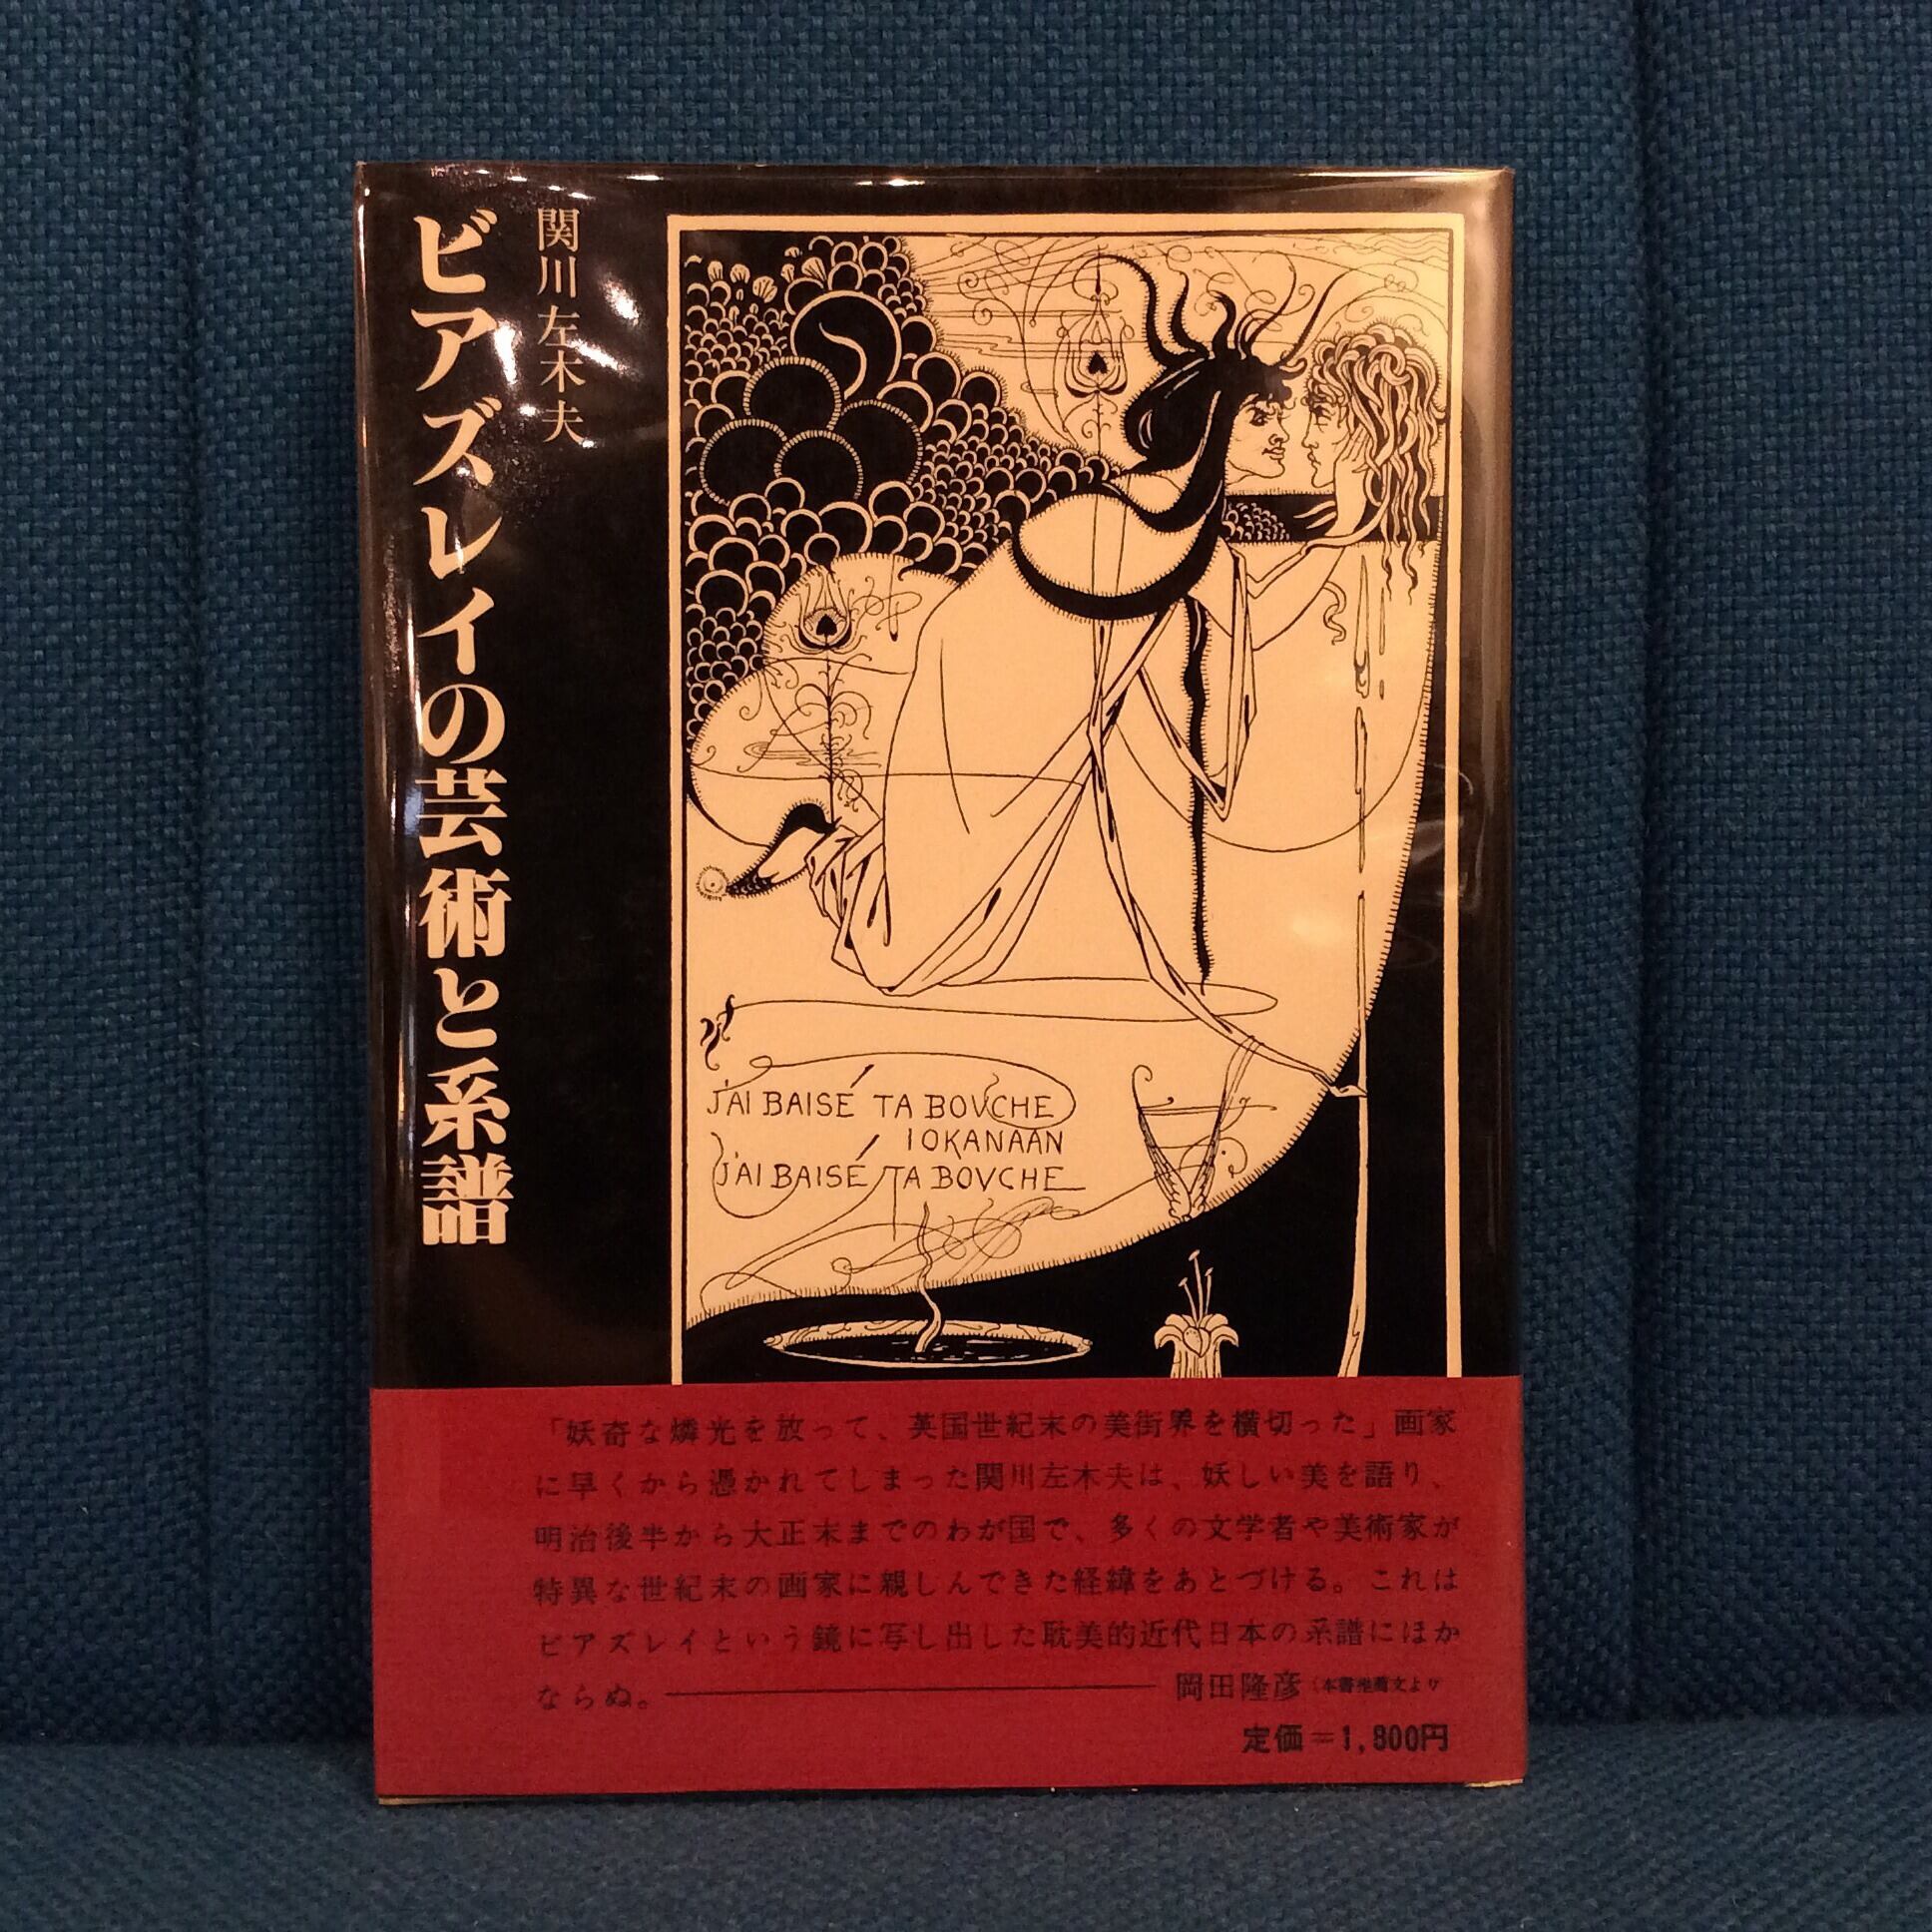 ビアズレイの芸術と系譜
関川左木夫
J'AI BAISÉ TA BOVCHE
IOKANAAN
J'AI BAISÉ TA BOVCHE
「妖奇な燐光を放って、英国世紀末の美術界を横切った」画家
に早くから憑かれてしまった関川左木夫は、妖しい美を語り、
明治後半から大正末までのわが国で、多くの文学者や美術家が
特異な世紀末の画家に親しんできた経緯をあとづける。これは
ビアズレイという鏡に写し出した耽美的近代日本の系譜にほか
ならぬ。――――岡田隆彦(本書推薦文より
定価=1,800円